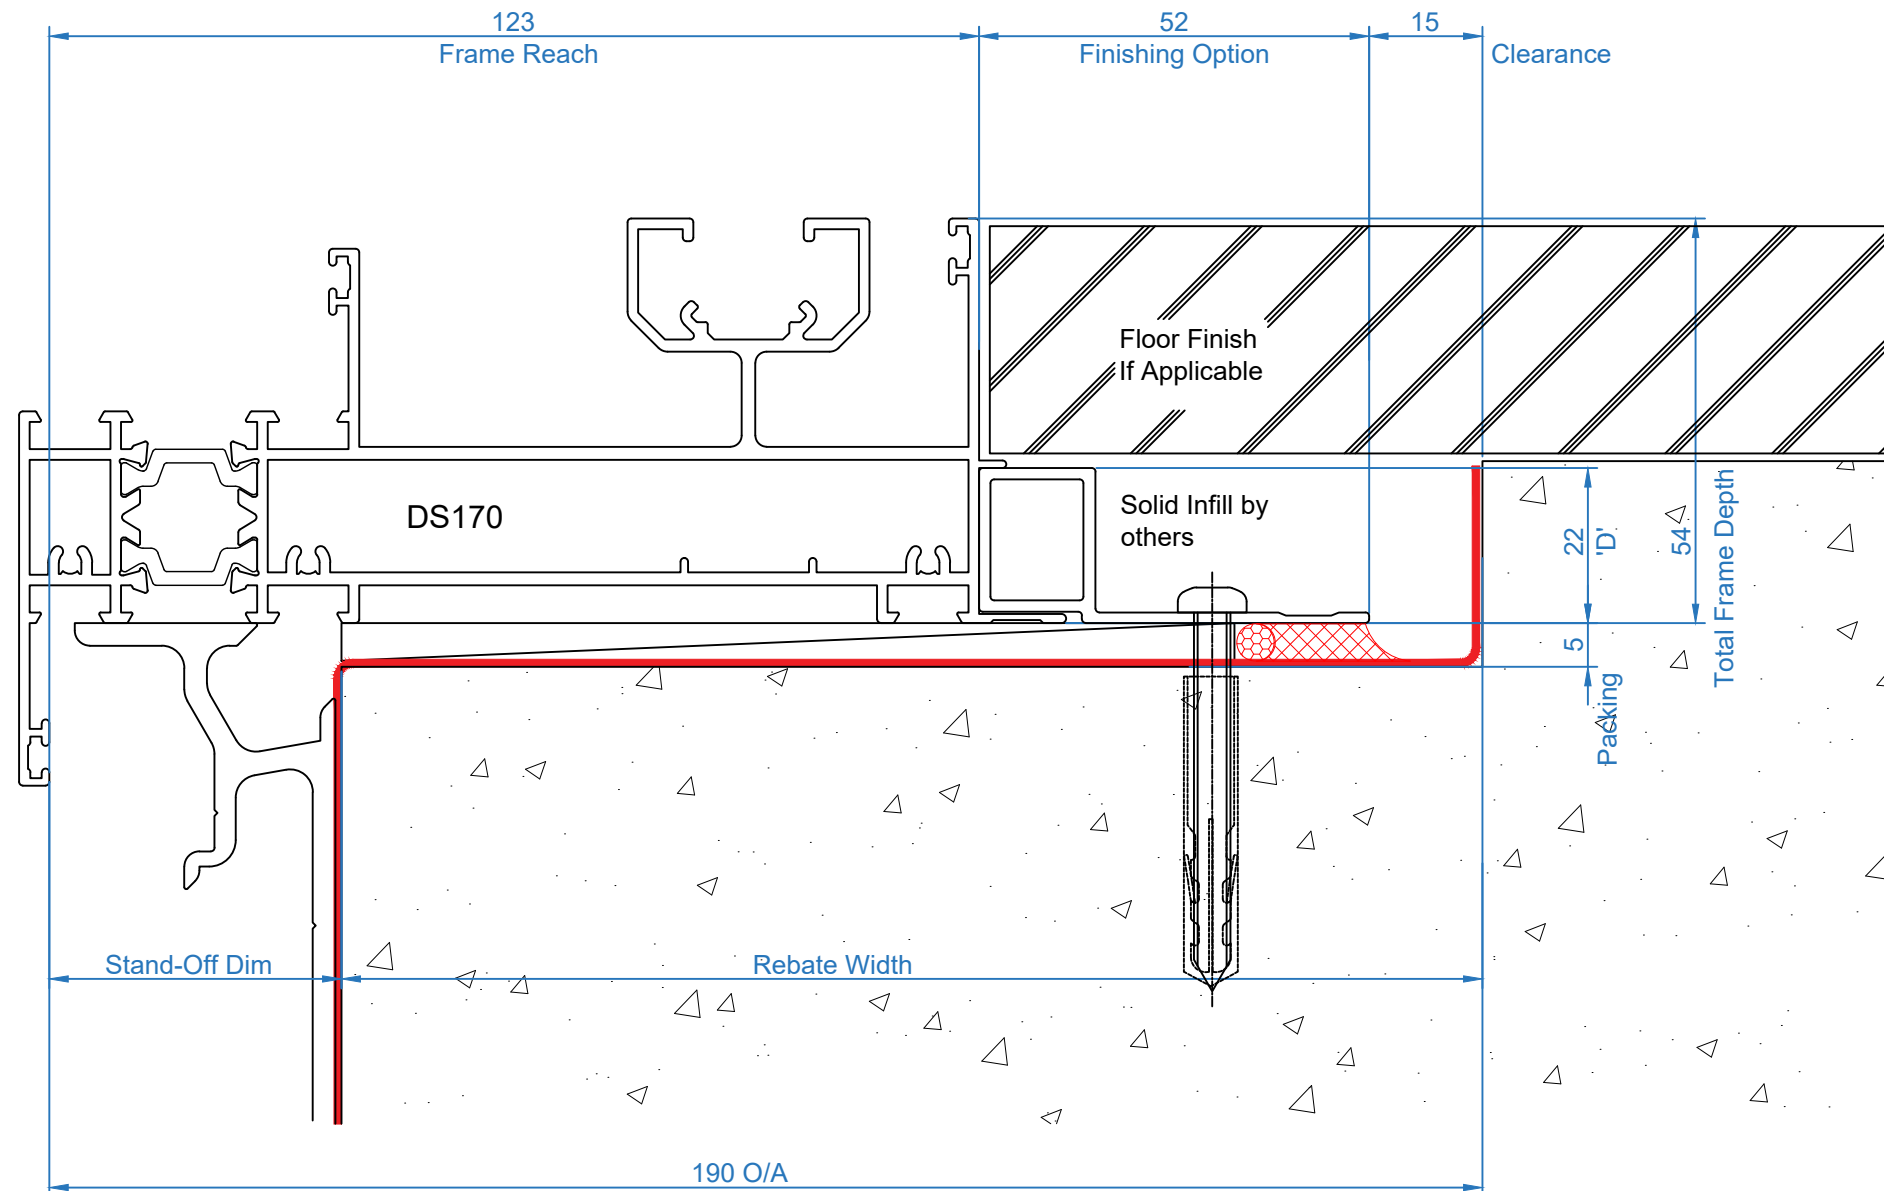 123
52
15
Frame Reach
Finishing Option
Clearance
Floor Finish
If Applicable
DS170
Solid Infill by
others
22
'D'
54
Total Frame Depth
5
Packing
Stand-Off Dim
Rebate Width
190 O/A